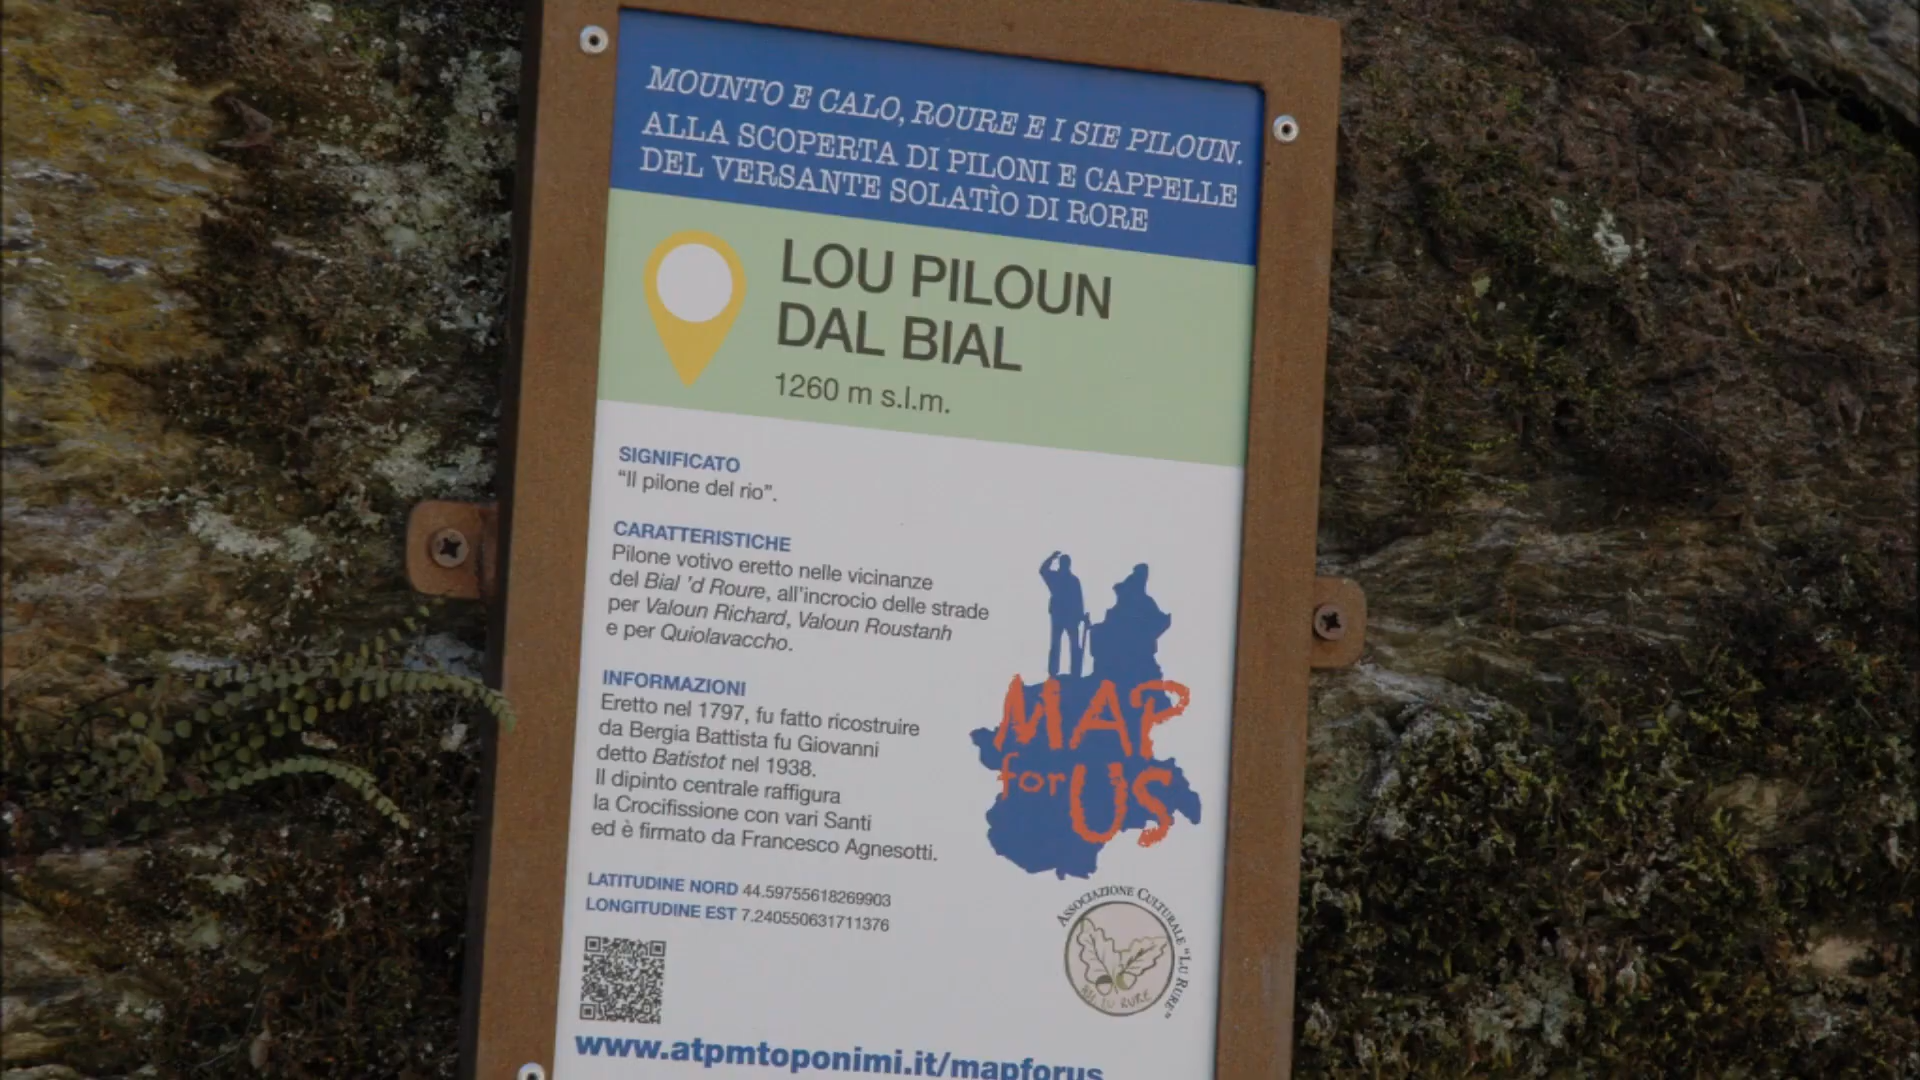 MOUNTO E CALO, ROURE E I SIE PILOUN.
ALLA SCOPERTA DI PILONI E CAPPELLE
DEL VERSANTE SOLATÌO DI RORE
LOU PILOUN
DAL BIAL
1260 m s.l.m.
SIGNIFICATO
“Il pilone del rio”.
CARATTERISTICHE
Pilone votivo eretto nelle vicinanze
del Bial ’d Roure, all’incrocio delle strade
per Valoun Richard, Valoun Roustanh
e per Quiolavaccho.
INFORMAZIONI
Eretto nel 1797, fu fatto ricostruire
da Bergia Battista fu Giovanni
detto Batistot nel 1938.
Il dipinto centrale raffigura
la Crocifissione con vari Santi
ed è firmato da Francesco Agnesotti.
LATITUDINE NORD 44.59755618269903
LONGITUDINE EST 7.240550631711376
MAP
for US
ASSOCIAZIONE CULTURALE “LU RURE”
www.atpmtoponimi.it/mapforus